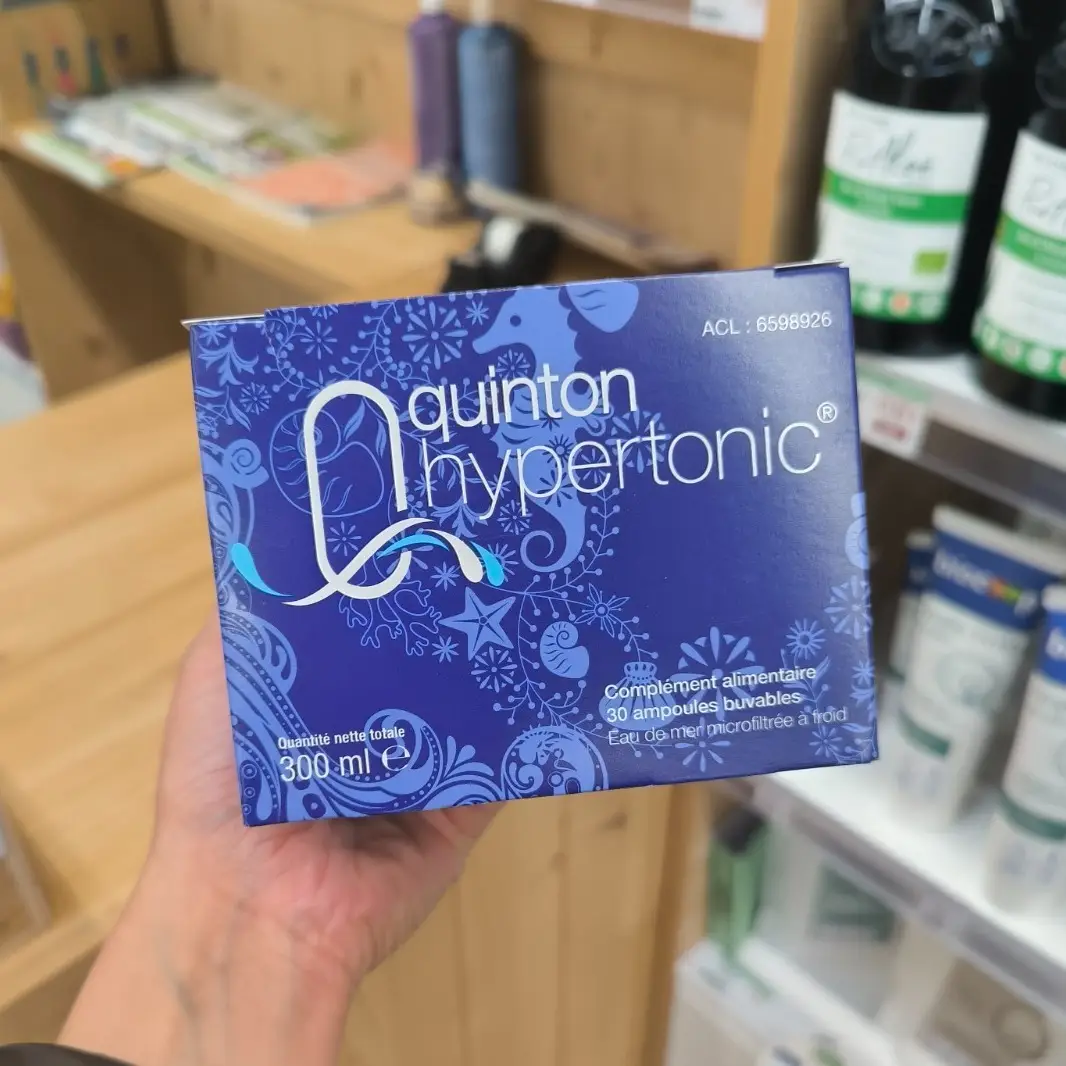 ACL : 6598926
quinton
hypertonic®
Complément alimentaire
30 ampoules buvables
Eau de mer microfiltrée à froid
Quantité nette totale
300 ml ℮